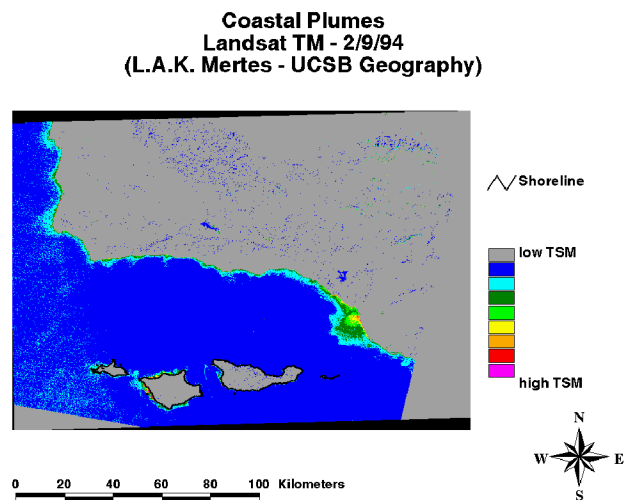 Coastal Plumes
Landsat TM - 2/9/94
(L.A.K. Mertes - UCSB Geography)
Shoreline
low TSM
high TSM
N
W E
S
0 20 40 60 80 100 Kilometers